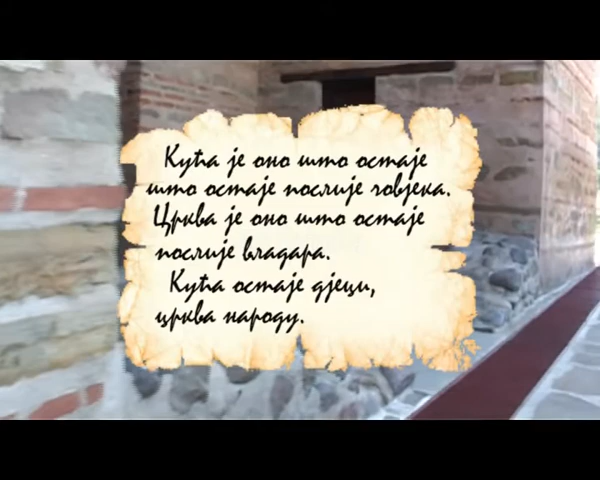 Кућа је оно што остаје
што остаје послије човјека.
Црква је оно што остаје
послије владара.
Кућа остаје дјеци,
црква народу.